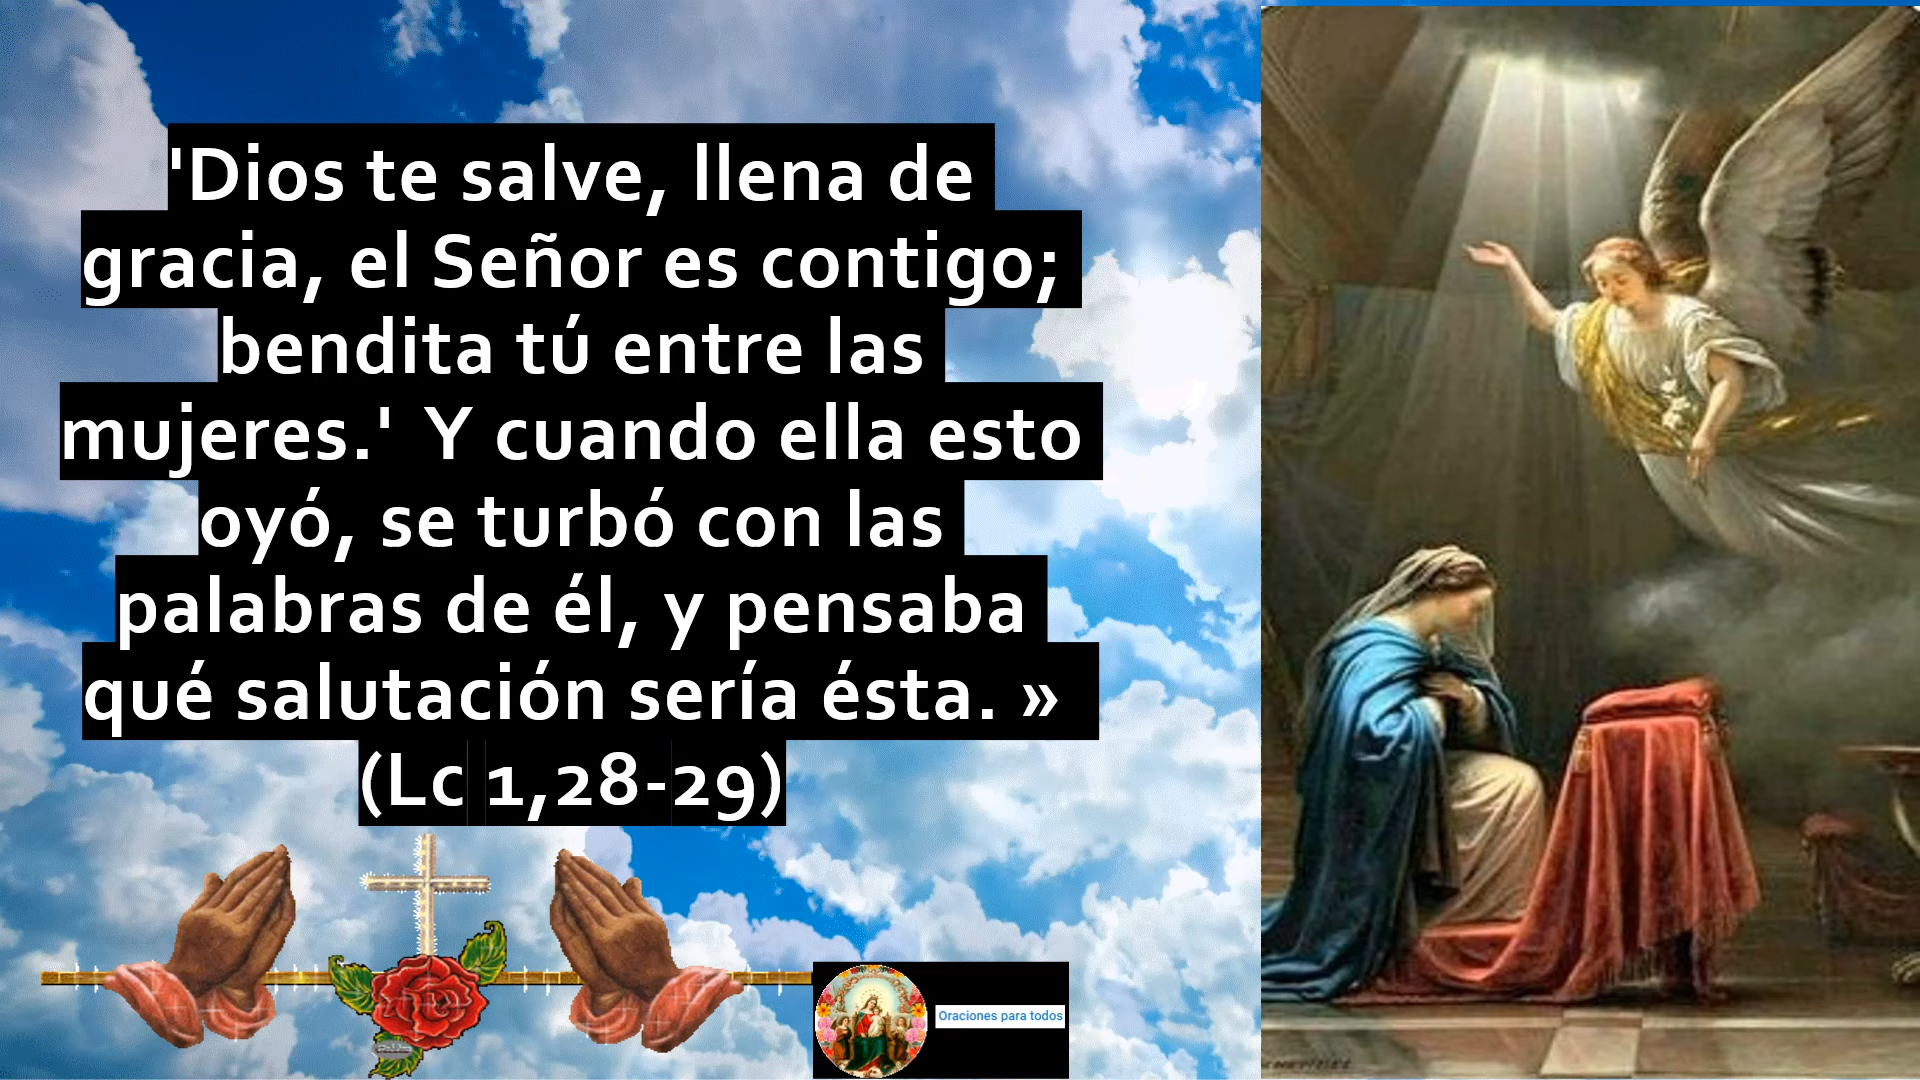 'Dios te salve, llena de
gracia, el Señor es contigo;
bendita tú entre las
mujeres.' Y cuando ella esto
oyó, se turbó con las
palabras de él, y pensaba
qué salutación sería ésta. »
(Lc 1,28-29)
Oraciones para todos